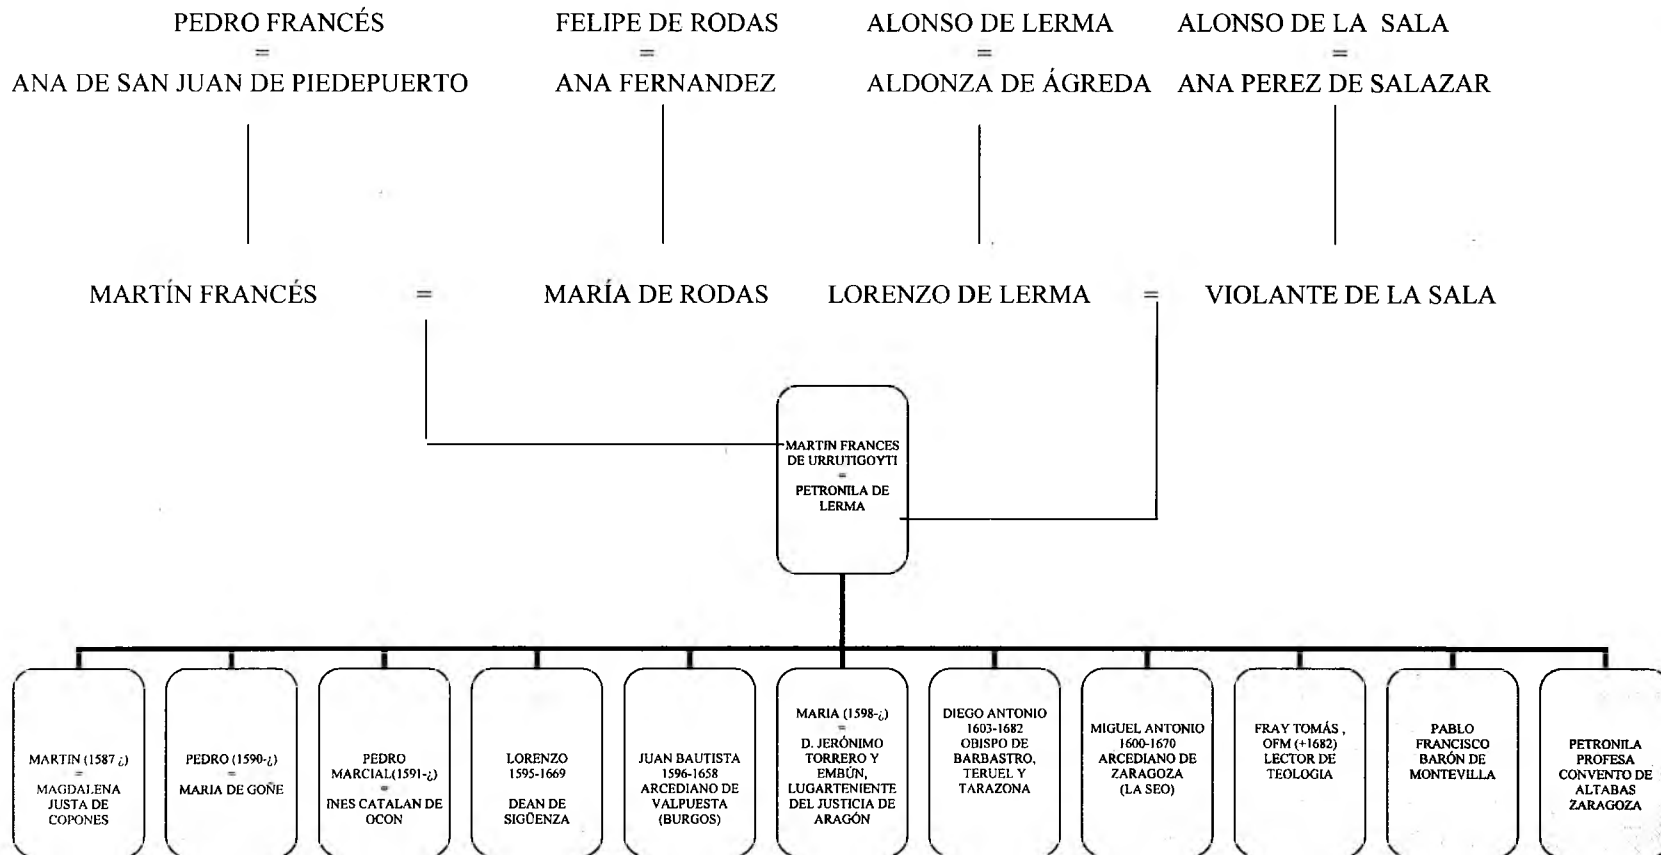 PEDRO FRANCÉS
=
ANA DE SAN JUAN DE PIEDEPUERTO
FELIPE DE RODAS
=
ANA FERNANDEZ
ALONSO DE LERMA
=
ALDONZA DE ÁGREDA
ALONSO DE LA SALA
=
ANA PEREZ DE SALAZAR
MARTÍN FRANCÉS = MARÍA DE RODAS
LORENZO DE LERMA = VIOLANTE DE LA SALA
MARTIN FRANCES
DE URRUTIGOYTI
=
PETRONILA DE
LERMA
MARTIN (1587 ¿)
=
MAGDALENA
JUSTA DE
COPONES
PEDRO (1590-¿)
=
MARIA DE GOÑE
PEDRO
MARCIAL(1591-¿)
=
INES CATALAN DE
OCON
LORENZO
1595-1669
DEAN DE
SIGÜENZA
JUAN BAUTISTA
1596-1658
ARCEDIANO DE
VALPUESTA
(BURGOS)
MARIA (1598-¿)
=
D. JERÓNIMO
TORRERO Y
EMBÚN,
LUGARTENIENTE
DEL JUSTICIA DE
ARAGÓN
DIEGO ANTONIO
1603-1682
OBISPO DE
BARBASTRO,
TERUEL Y
TARAZONA
MIGUEL ANTONIO
1600-1670
ARCEDIANO DE
ZARAGOZA
(LA SEO)
FRAY TOMÁS ,
OFM (+1682)
LECTOR DE
TEOLOGIA
PABLO
FRANCISCO
BARÓN DE
MONTEVILLA
PETRONILA
PROFESA
CONVENTO DE
ALTABAS
ZARAGOZA